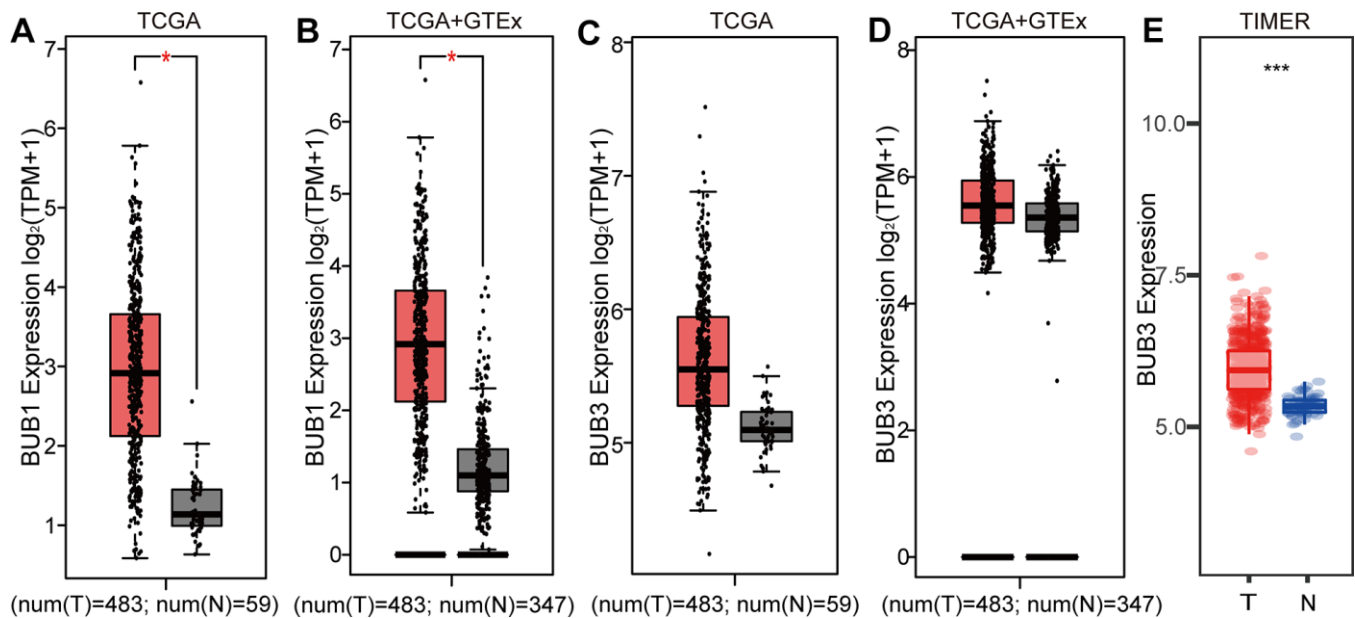 A
TCGA
*
BUB1 Expression log₂(TPM+1)
7
6
5
4
3
2
1
(num(T)=483; num(N)=59)
B
TCGA+GTEx
*
BUB1 Expression log₂(TPM+1)
7
6
5
4
3
2
1
0
(num(T)=483; num(N)=347)
C
TCGA
BUB3 Expression log₂(TPM+1)
8
7
6
5
(num(T)=483; num(N)=59)
D
TCGA+GTEx
BUB3 Expression log₂(TPM+1)
8
6
4
2
0
(num(T)=483; num(N)=347)
E
TIMER
***
BUB3 Expression
10.0
7.5
5.0
T N